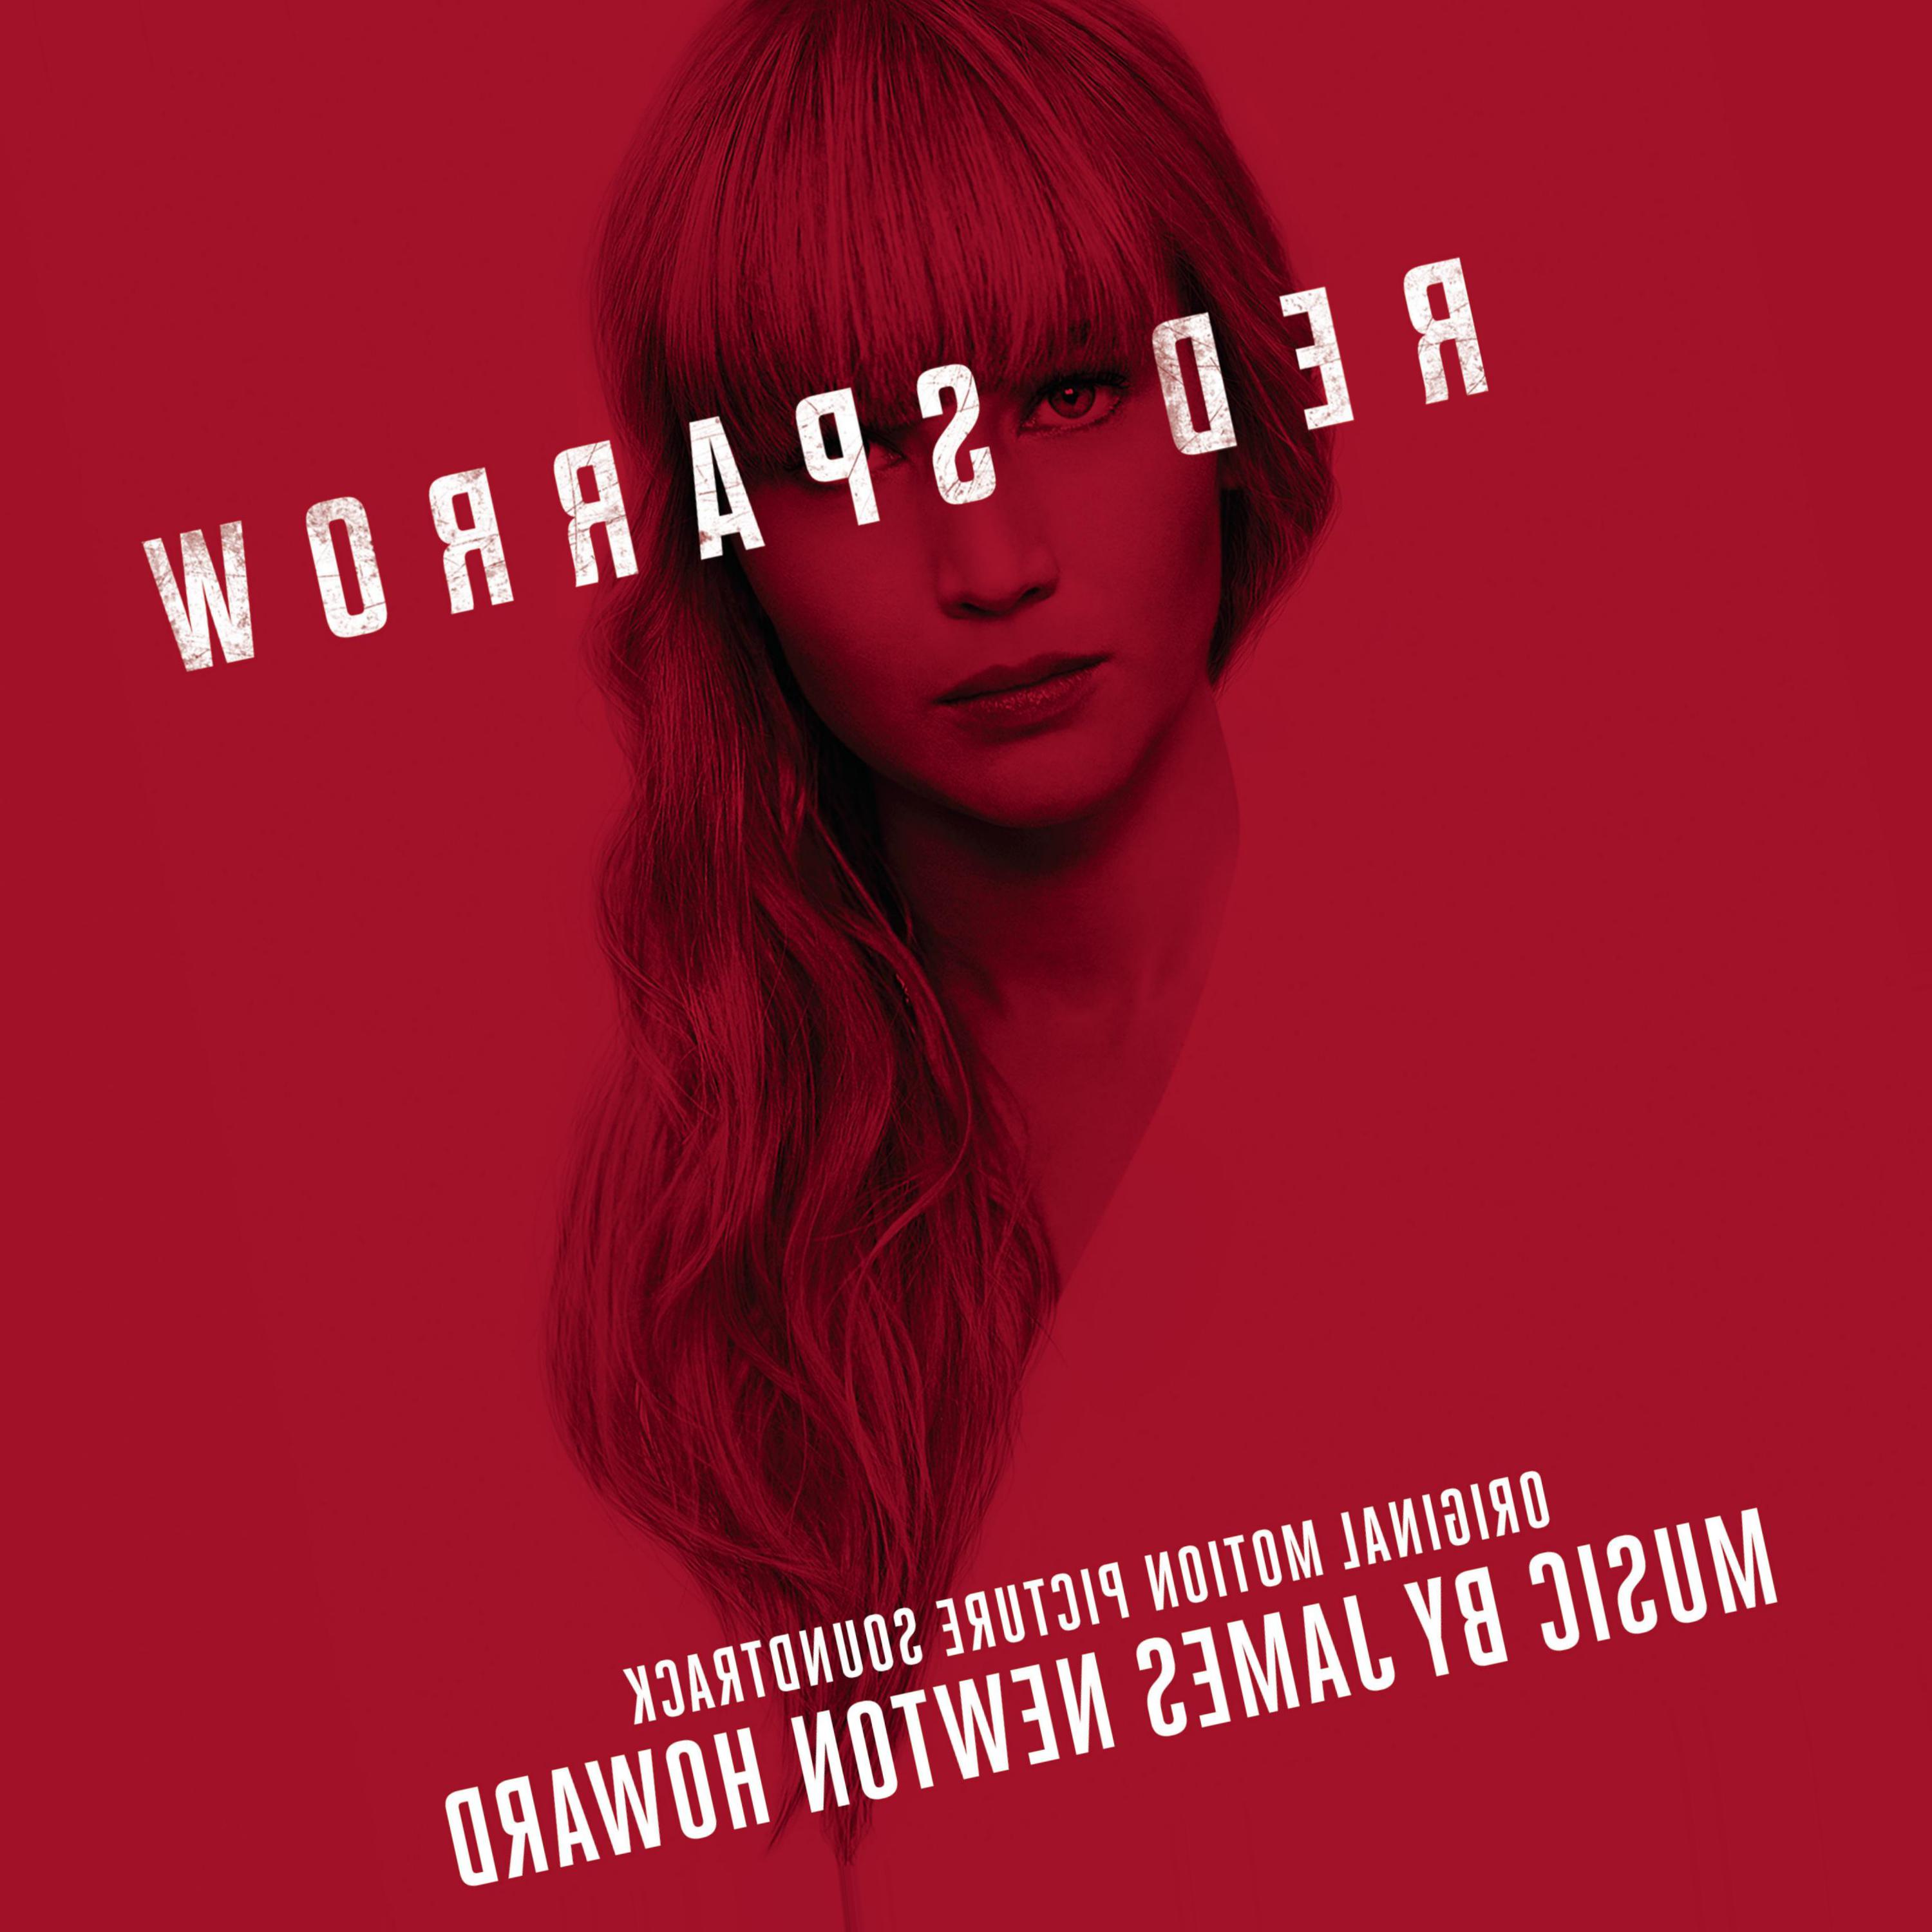 RED SPARROW
ORIGINAL MOTION PICTURE SOUNDTRACK
MUSIC BY JAMES NEWTON HOWARD